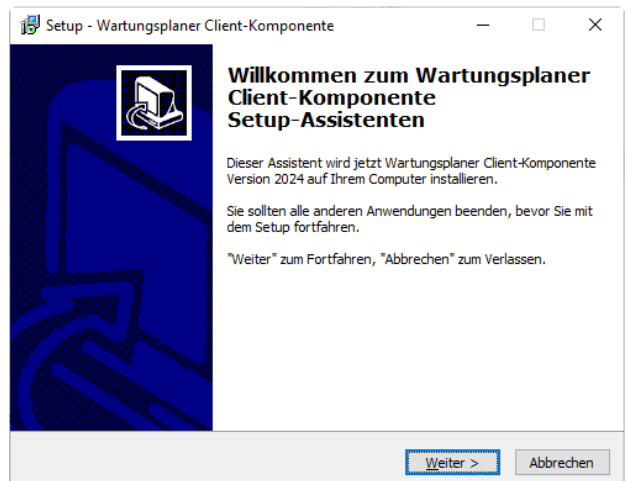 Setup - Wartungsplaner Client-Komponente
Willkommen zum Wartungsplaner
Client-Komponente
Setup-Assistenten
Dieser Assistent wird jetzt Wartungsplaner Client-Komponente
Version 2024 auf Ihrem Computer installieren.
Sie sollten alle anderen Anwendungen beenden, bevor Sie mit
dem Setup fortfahren.
"Weiter" zum Fortfahren, "Abbrechen" zum Verlassen.
Weiter >
Abbrechen